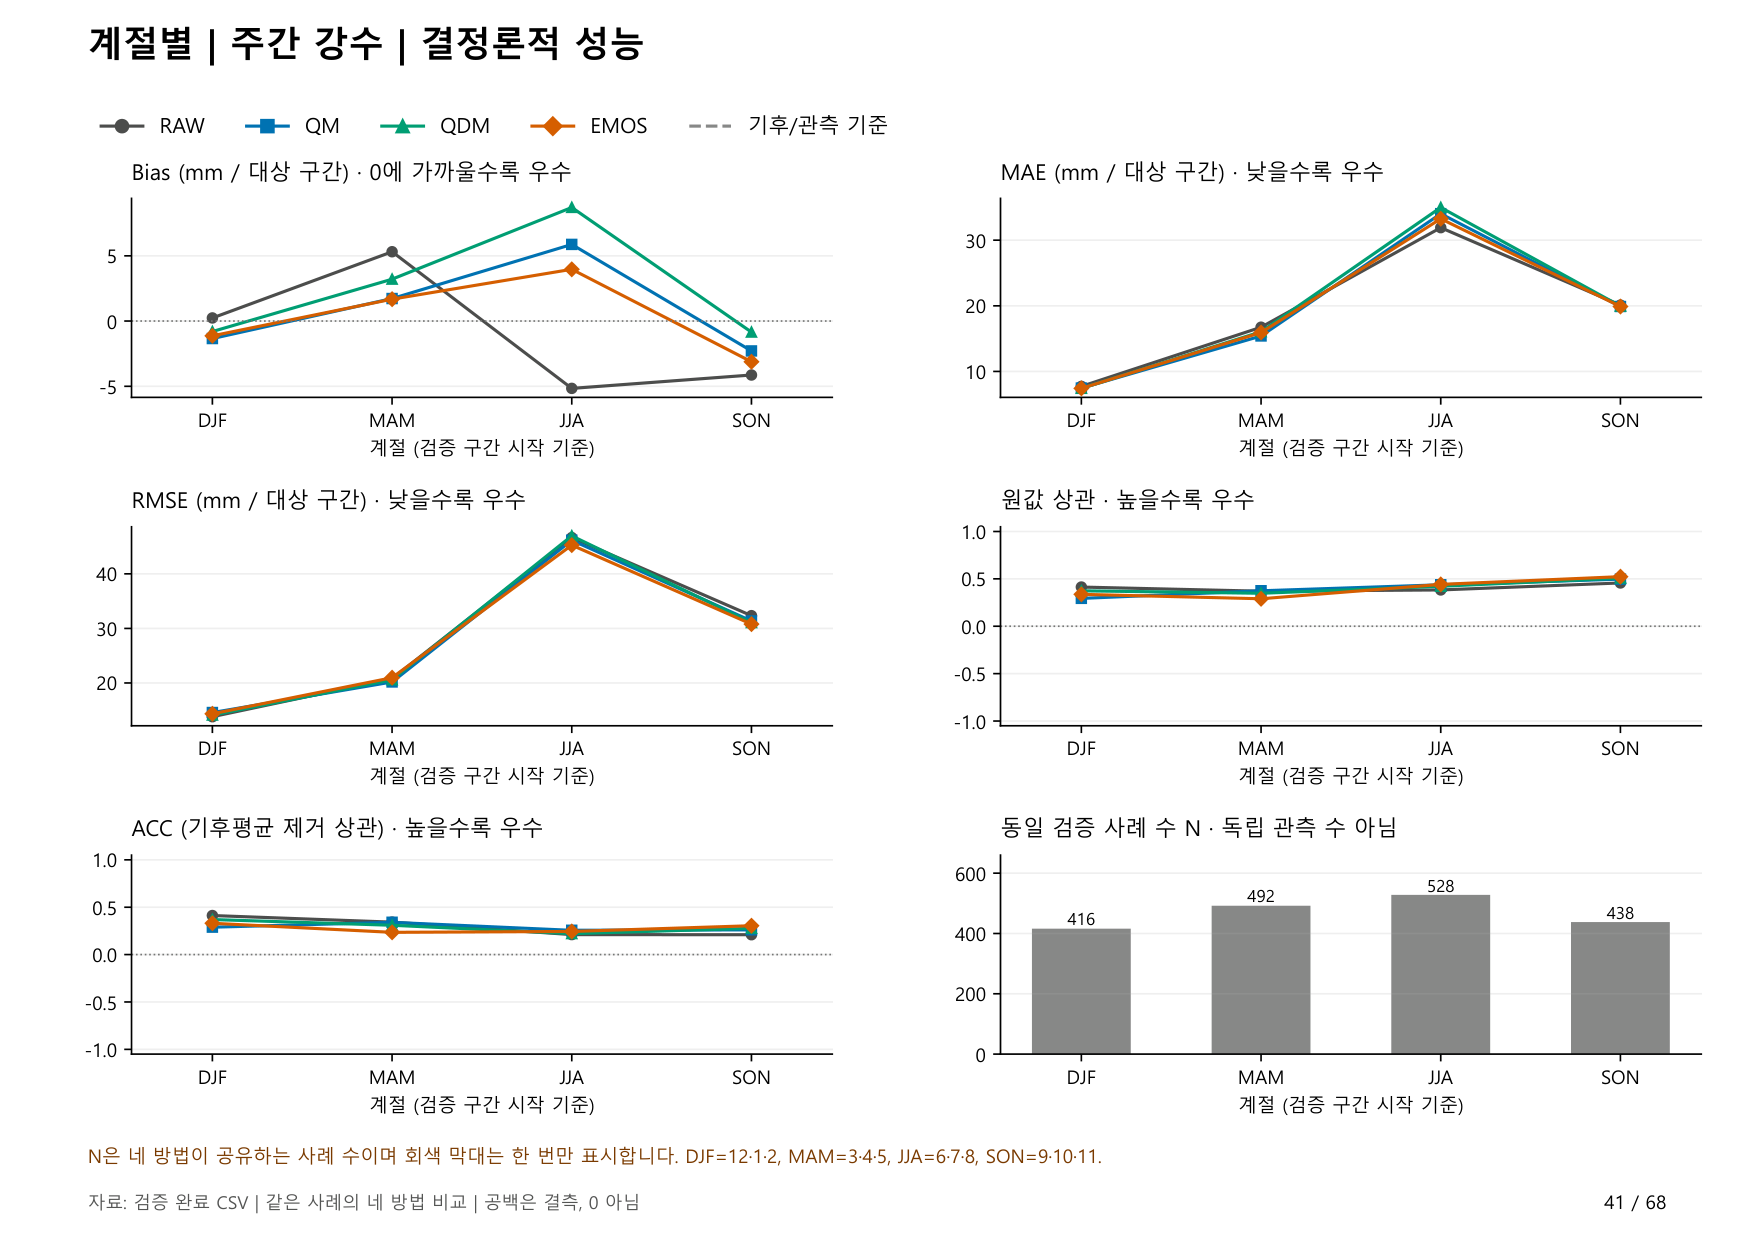 계절별 | 주간 강수 | 결정론적 성능
RAW QM QDM EMOS 기후/관측 기준
Bias (mm / 대상 구간) · 0에 가까울수록 우수
5
0
-5
DJF MAM JJA SON
계절 (검증 구간 시작 기준)
MAE (mm / 대상 구간) · 낮을수록 우수
30
20
10
DJF MAM JJA SON
계절 (검증 구간 시작 기준)
RMSE (mm / 대상 구간) · 낮을수록 우수
40
30
20
DJF MAM JJA SON
계절 (검증 구간 시작 기준)
원값 상관 · 높을수록 우수
1.0
0.5
0.0
-0.5
-1.0
DJF MAM JJA SON
계절 (검증 구간 시작 기준)
ACC (기후평균 제거 상관) · 높을수록 우수
1.0
0.5
0.0
-0.5
-1.0
DJF MAM JJA SON
계절 (검증 구간 시작 기준)
동일 검증 사례 수 N · 독립 관측 수 아님
600
400
200
0
416 492 528 438
DJF MAM JJA SON
계절 (검증 구간 시작 기준)
N은 네 방법이 공유하는 사례 수이며 회색 막대는 한 번만 표시합니다. DJF=12·1·2, MAM=3·4·5, JJA=6·7·8, SON=9·10·11.
자료: 검증 완료 CSV | 같은 사례의 네 방법 비교 | 공백은 결측, 0 아님
41 / 68